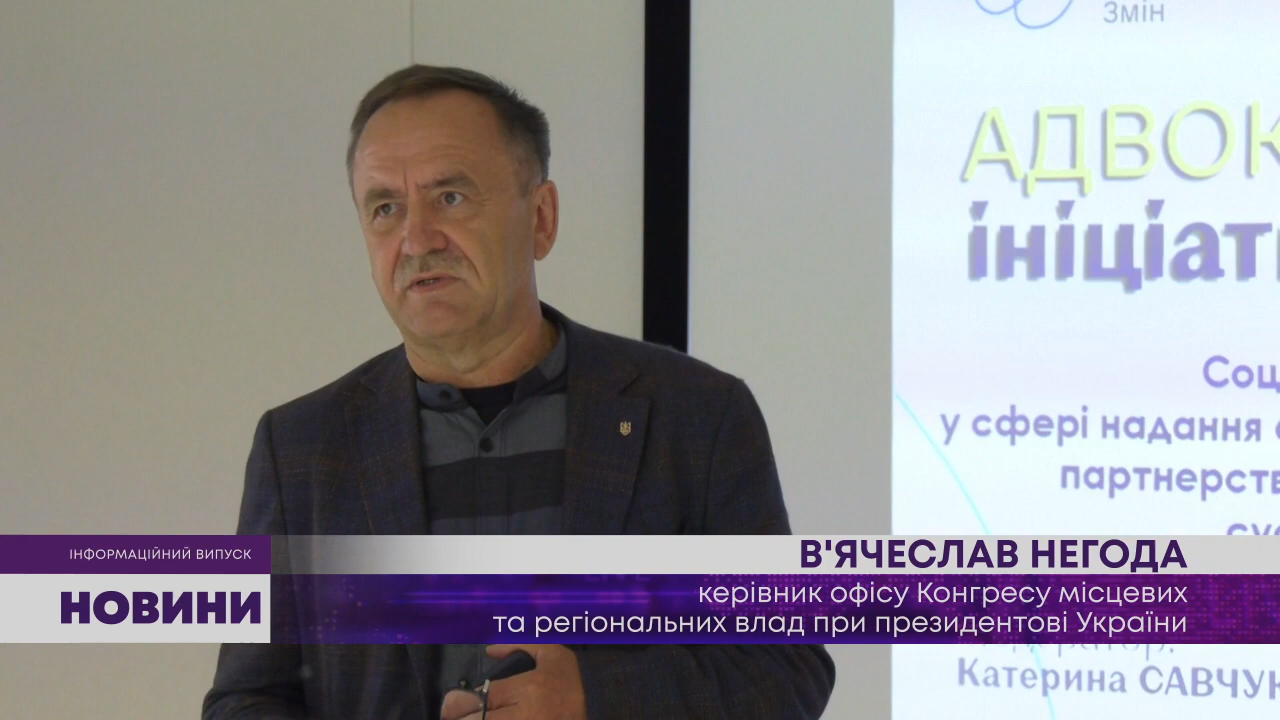 Змін
АДВОК
ініціати
Соц
у сфері надання
партнерств
ІНФОРМАЦІЙНИЙ ВИПУСК
НОВИНИ
В'ЯЧЕСЛАВ НЕГОДА
керівник офісу Конгресу місцевих
та регіональних влад при президентові України
Катерина САВЧУК